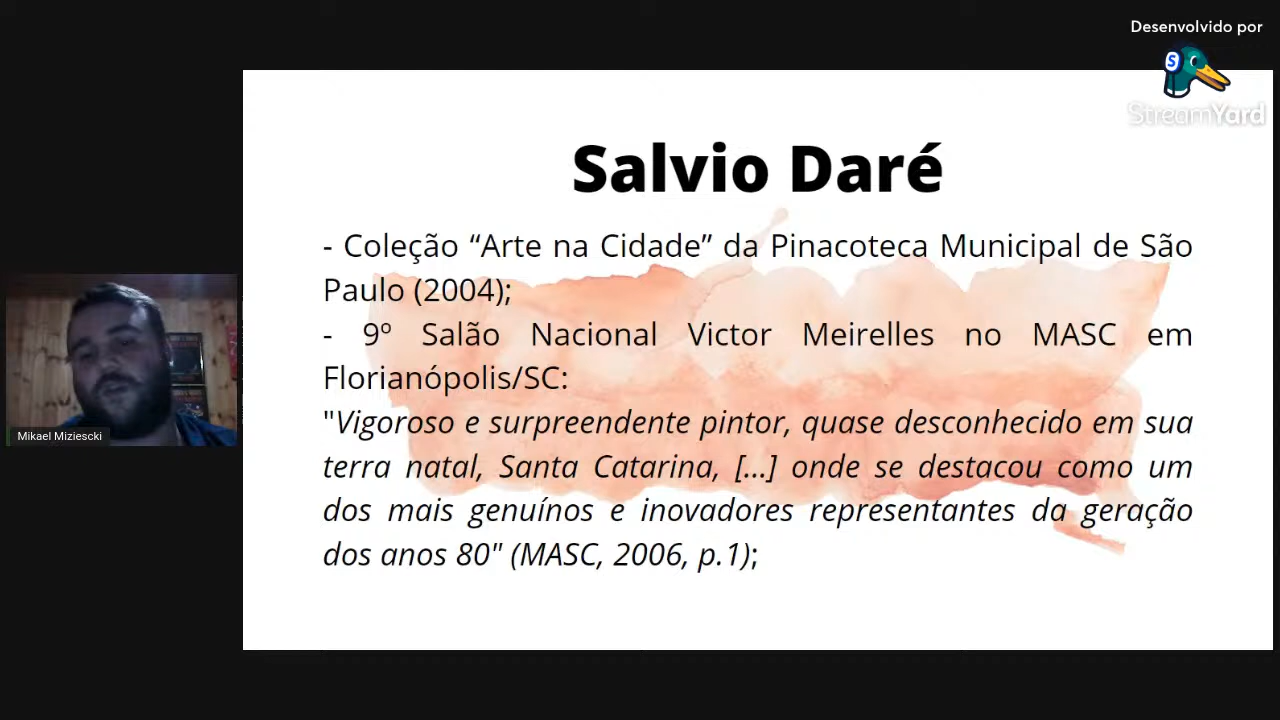 Desenvolvido por
S
StreamYard
Salvio Daré
- Coleção “Arte na Cidade” da Pinacoteca Municipal de São
Paulo (2004);
- 9º Salão Nacional Victor Meirelles no MASC em
Florianópolis/SC:
"Vigoroso e surpreendente pintor, quase desconhecido em sua
terra natal, Santa Catarina, [...] onde se destacou como um
dos mais genuínos e inovadores representantes da geração
dos anos 80" (MASC, 2006, p.1);
Mikael Miziescki